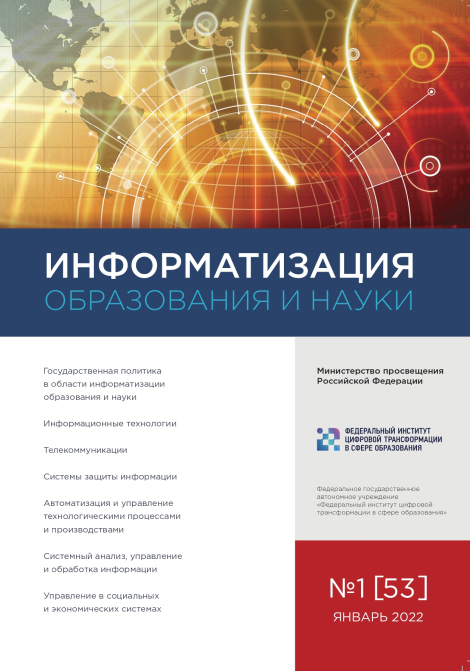 ИНФОРМАТИЗАЦИЯ
ОБРАЗОВАНИЯ И НАУКИ
Государственная политика
в области информатизации
образования и науки
Информационные технологии
Телекоммуникации
Системы защиты информации
Автоматизация и управление
технологическими процессами
и производствами
Системный анализ, управление
и обработка информации
Управление в социальных
и экономических системах
Министерство просвещения
Российской Федерации
ФЕДЕРАЛЬНЫЙ ИНСТИТУТ
ЦИФРОВОЙ ТРАНСФОРМАЦИИ
В СФЕРЕ ОБРАЗОВАНИЯ
Федеральное государственное
автономное учреждение
«Федеральный институт цифровой
трансформации в сфере образования»
№1 [53]
ЯНВАРЬ 2022